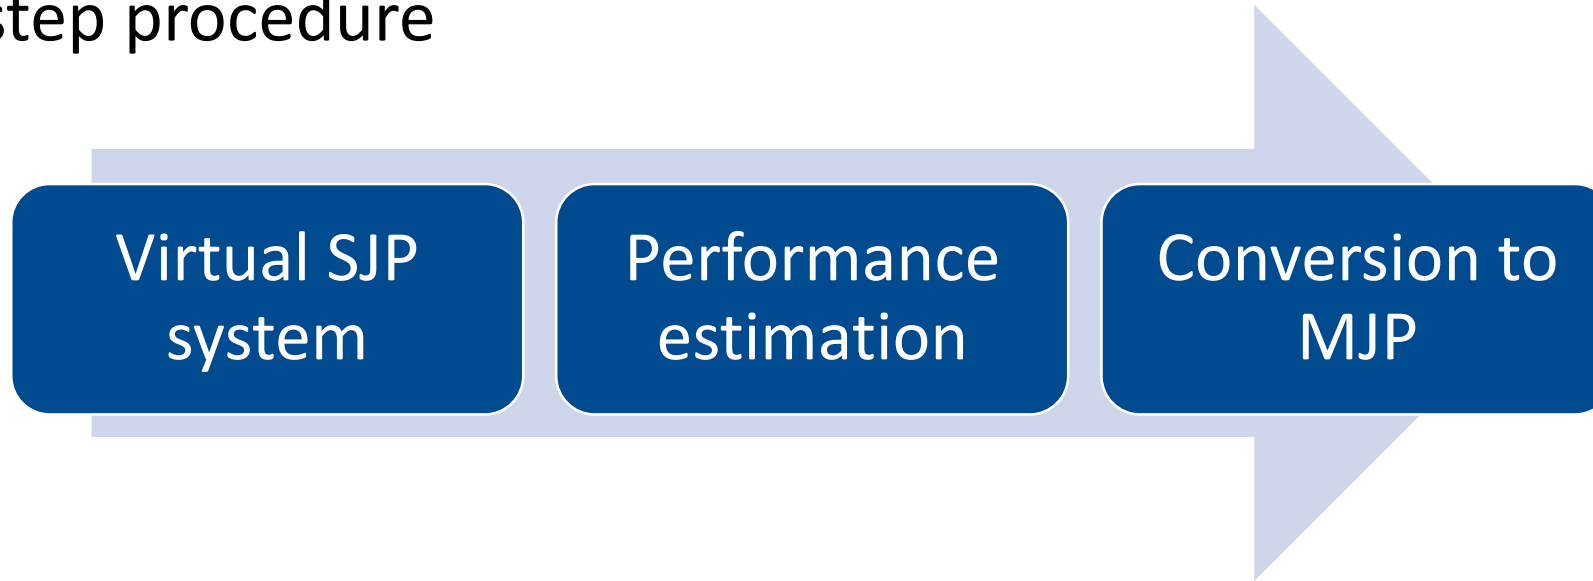 step procedure
Virtual SJP
system
Performance
estimation
Conversion to
MJP